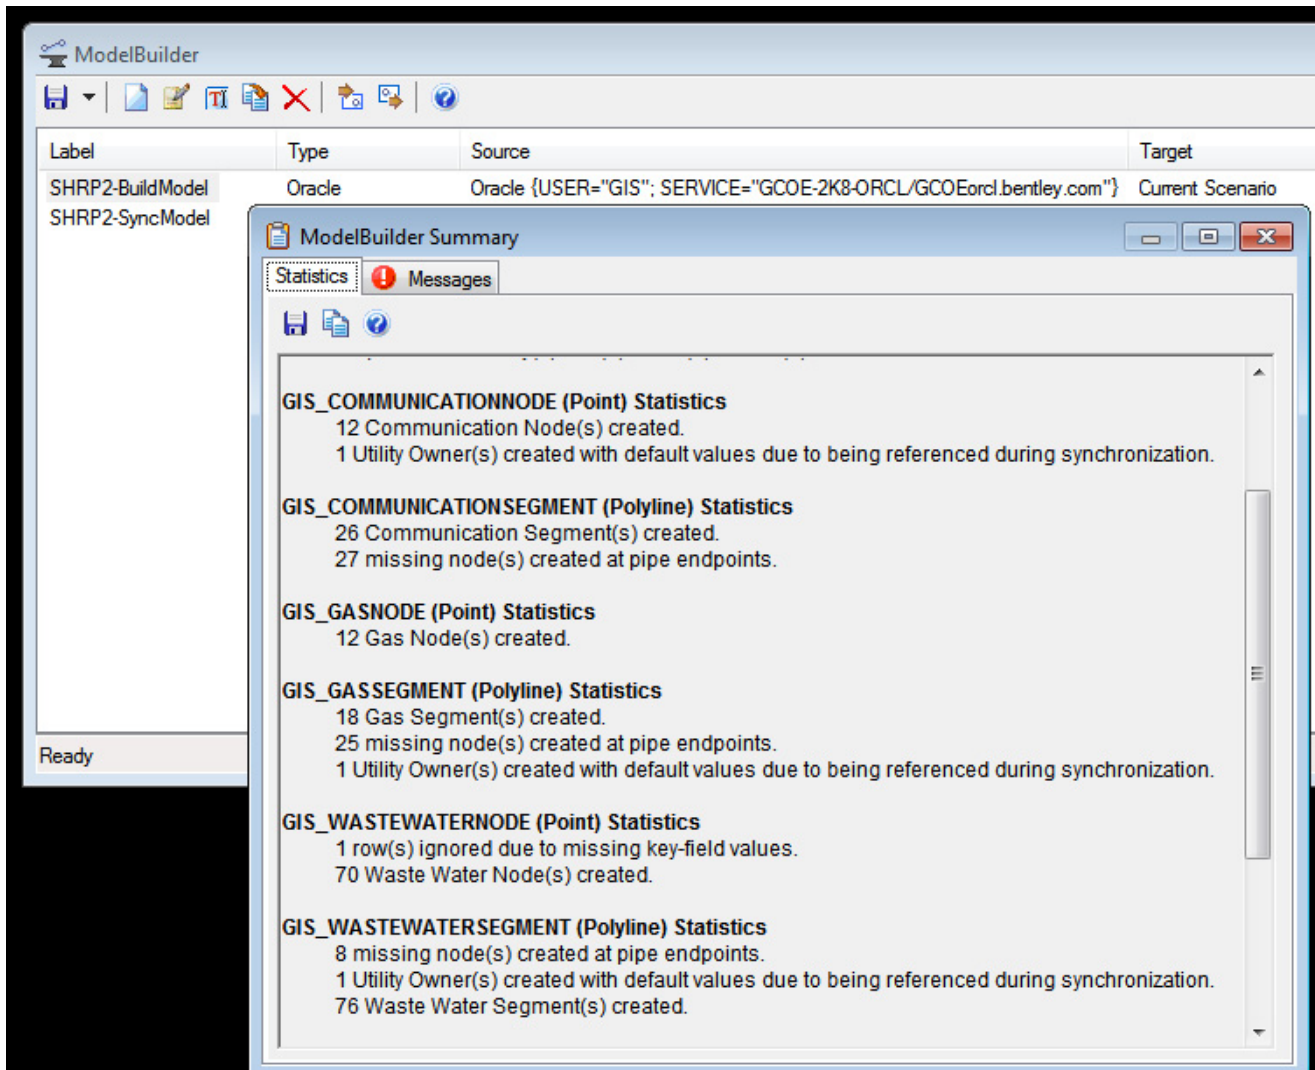 ModelBuilder
Label Type Source Target
SHRP2-BuildModel Oracle Oracle {USER="GIS"; SERVICE="GCOE-2K8-ORCL/GCOEorcl.bentley.com"} Current Scenario
SHRP2-SyncModel
ModelBuilder Summary
Statistics Messages
GIS_COMMUNICATIONNODE (Point) Statistics
12 Communication Node(s) created.
1 Utility Owner(s) created with default values due to being referenced during synchronization.
GIS_COMMUNICATIONSEGMENT (Polyline) Statistics
26 Communication Segment(s) created.
27 missing node(s) created at pipe endpoints.
GIS_GASNODE (Point) Statistics
12 Gas Node(s) created.
GIS_GASSEGMENT (Polyline) Statistics
18 Gas Segment(s) created.
25 missing node(s) created at pipe endpoints.
1 Utility Owner(s) created with default values due to being referenced during synchronization.
Ready
GIS_WASTEWATERNODE (Point) Statistics
1 row(s) ignored due to missing key-field values.
70 Waste Water Node(s) created.
GIS_WASTEWATERSEGMENT (Polyline) Statistics
8 missing node(s) created at pipe endpoints.
1 Utility Owner(s) created with default values due to being referenced during synchronization.
76 Waste Water Segment(s) created.